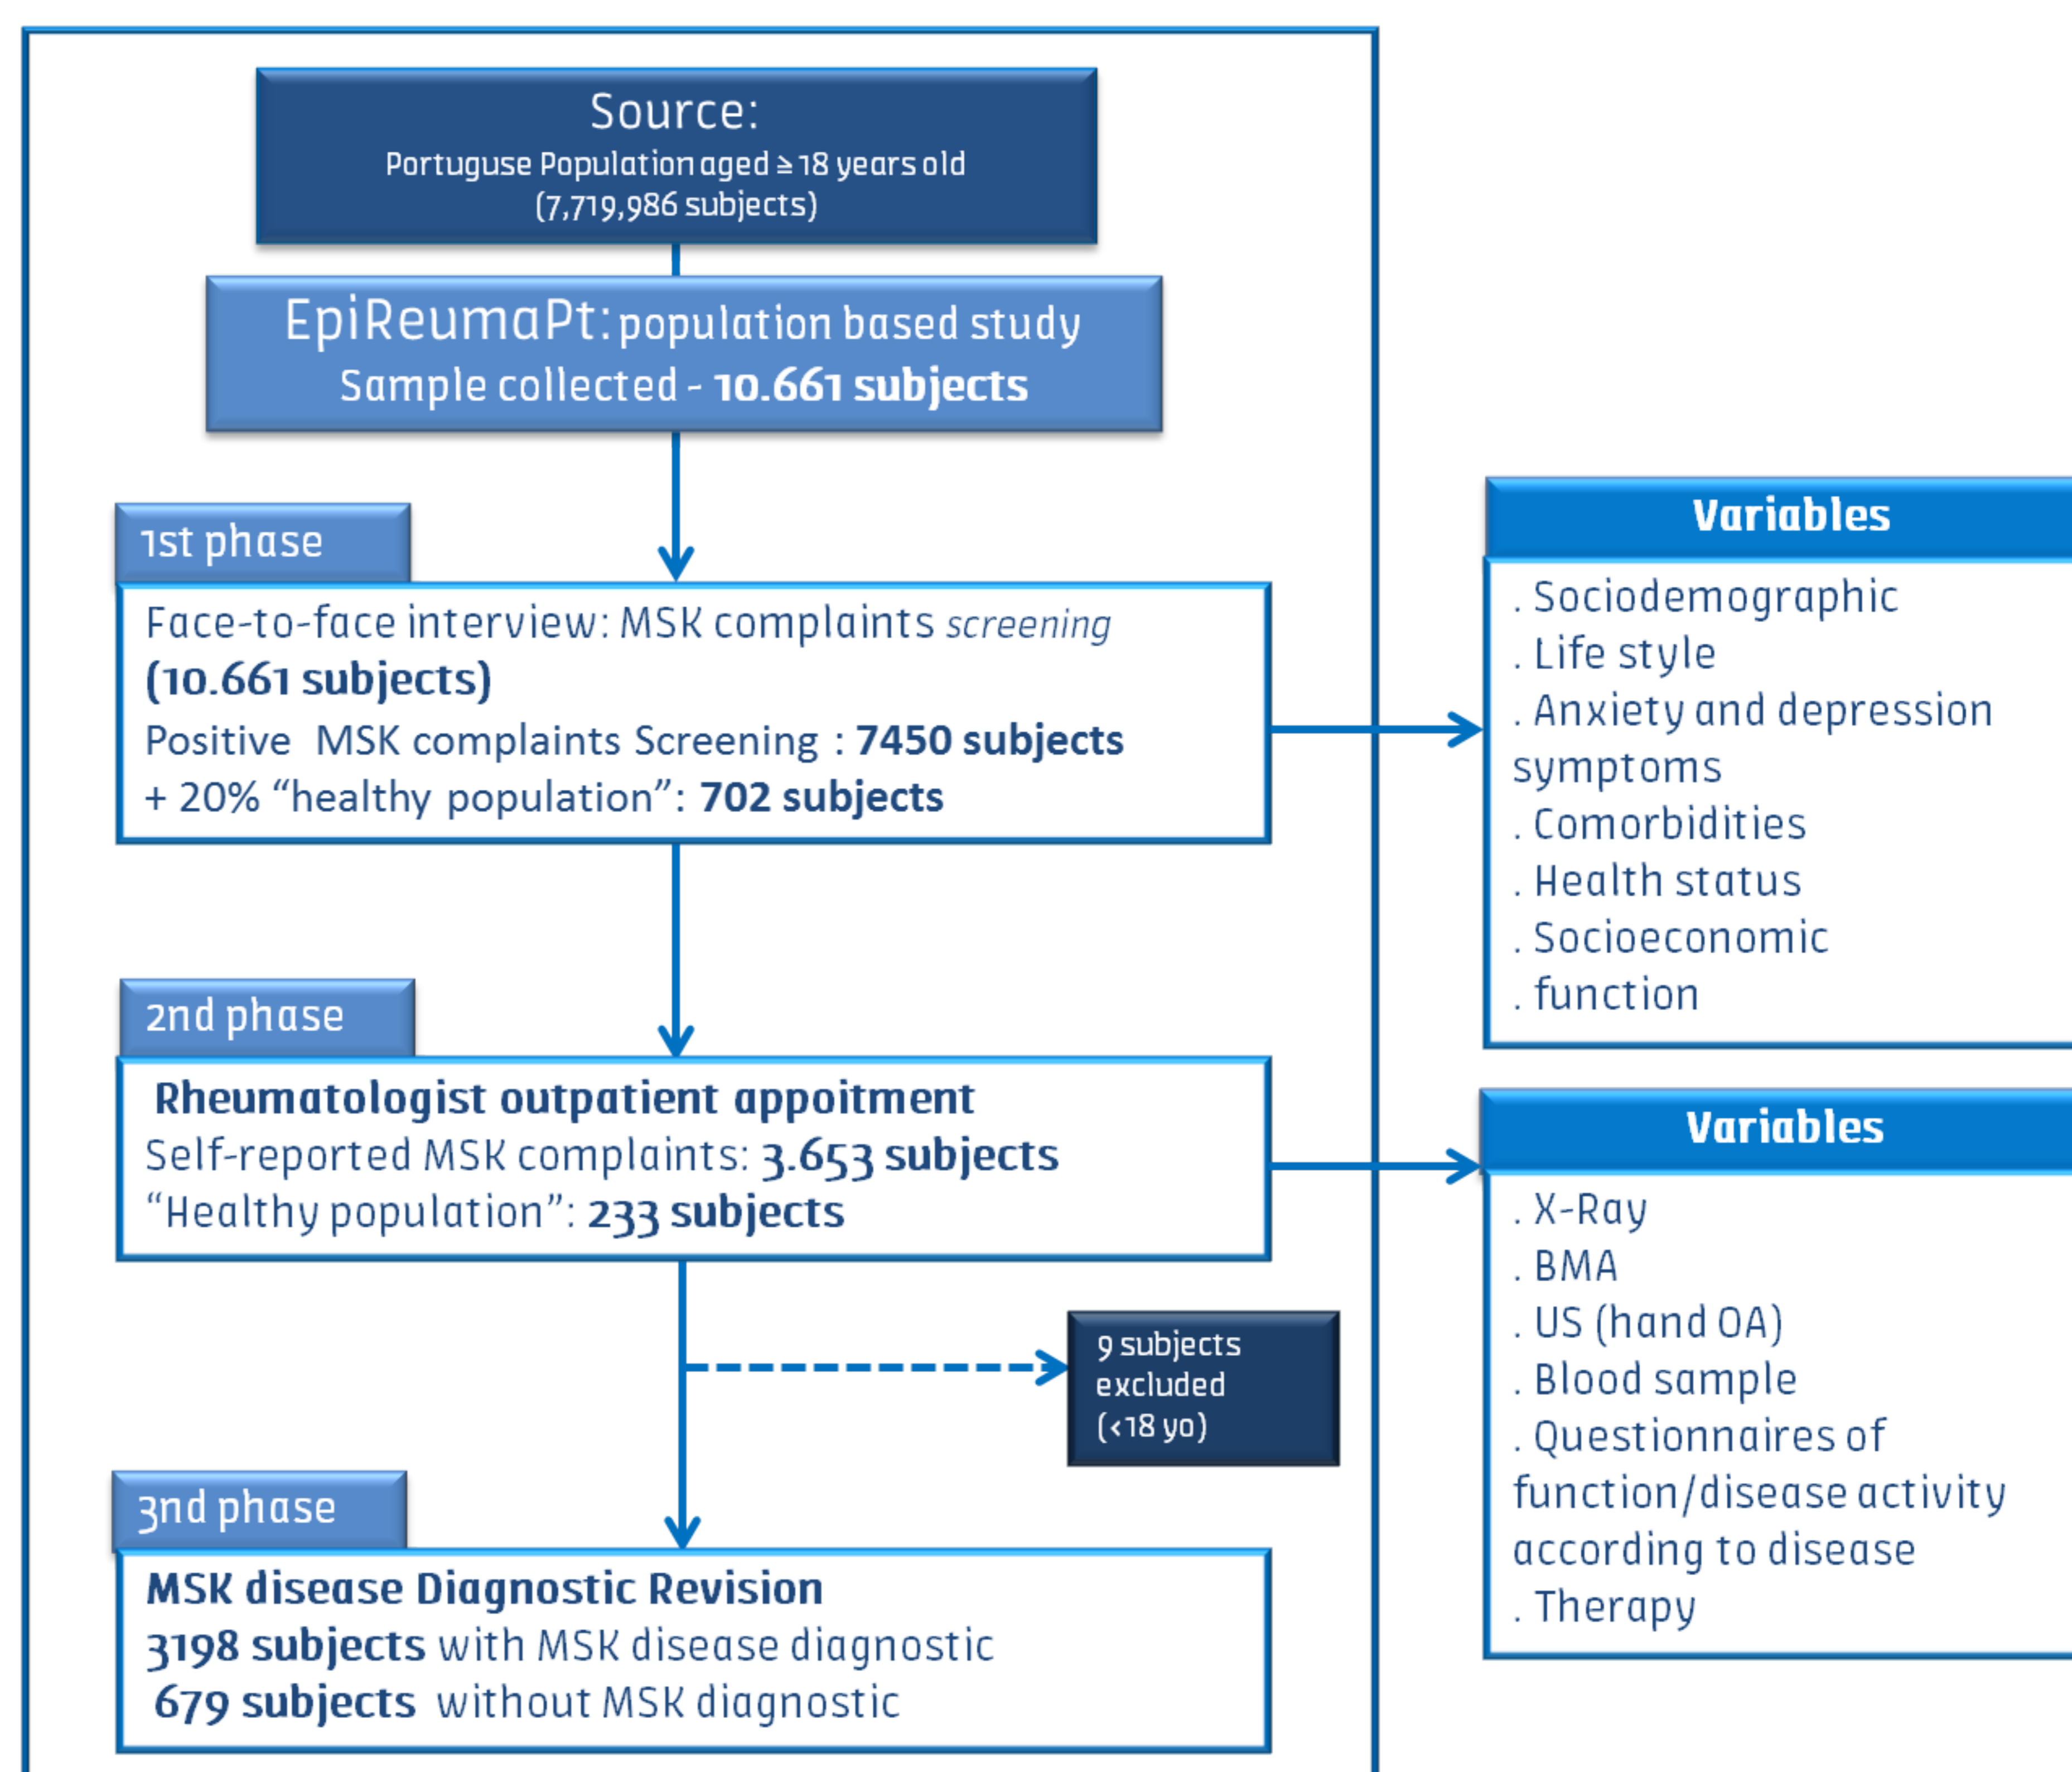 Source:
Portuguse Population aged ≥ 18 years old
(7,719,986 subjects)
EpiReumaPt: population based study
Sample collected - 10.661 subjects
1st phase
Face-to-face interview: MSK complaints screening
(10.661 subjects)
Positive MSK complaints Screening : 7450 subjects
+ 20% “healthy population”: 702 subjects
Variables
. Sociodemographic
. Life style
. Anxiety and depression
symptoms
. Comorbidities
. Health status
. Socioeconomic
. function
2nd phase
Rheumatologist outpatient appoitment
Self-reported MSK complaints: 3.653 subjects
“Healthy population”: 233 subjects
Variables
. X-Ray
. BMA
. US (hand OA)
. Blood sample
. Questionnaires of
function/disease activity
according to disease
. Therapy
9 subjects
excluded
(<18 yo)
3nd phase
MSK disease Diagnostic Revision
3198 subjects with MSK disease diagnostic
679 subjects without MSK diagnostic